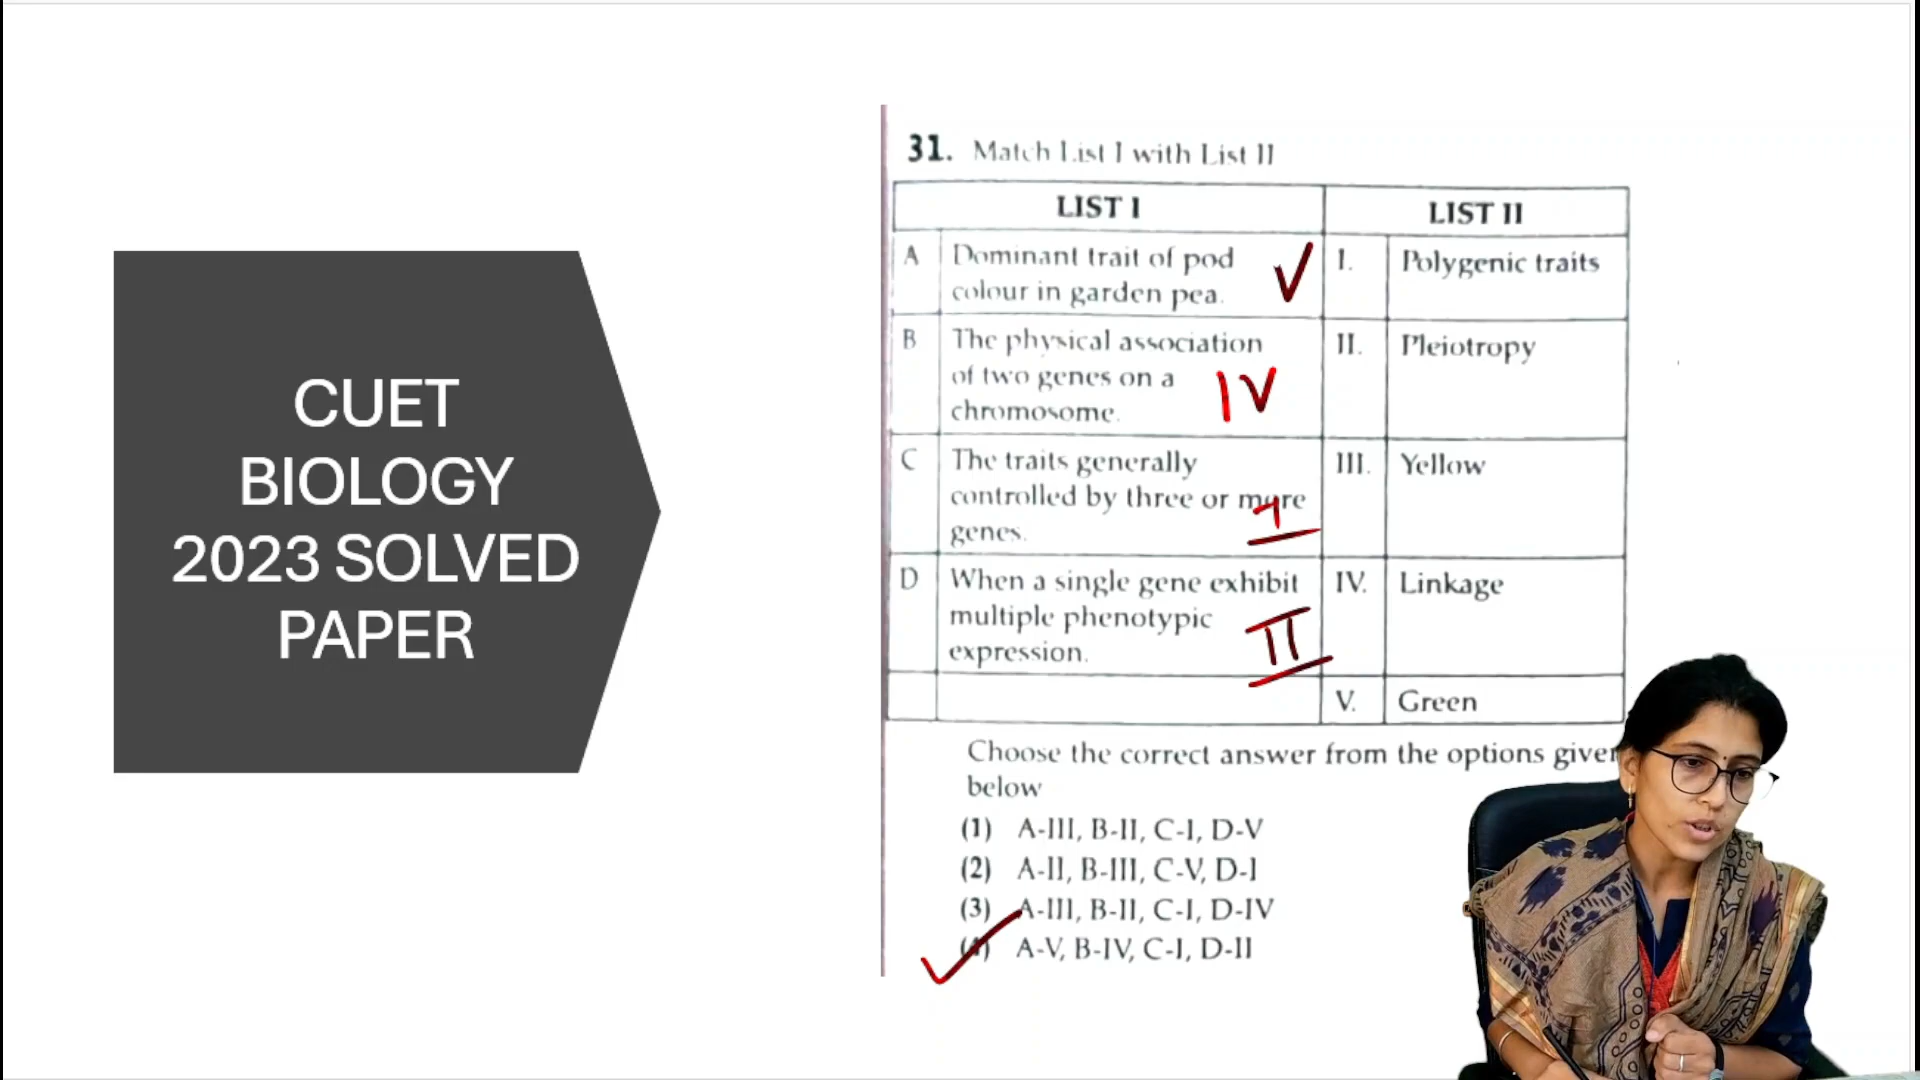 CUET
BIOLOGY
2023 SOLVED
PAPER
31. Match List I with List II
LIST I LIST II
A Dominant trait of pod colour in garden pea. V I. Polygenic traits
B The physical association of two genes on a chromosome. IV II. Pleiotropy
C The traits generally controlled by three or more genes. I III. Yellow
D When a single gene exhibit multiple phenotypic expression. II IV. Linkage
V. Green
Choose the correct answer from the options given
below
(1) A-III, B-II, C-I, D-V
(2) A-II, B-III, C-V, D-I
(3) A-III, B-II, C-I, D-IV
(4) A-V, B-IV, C-I, D-II